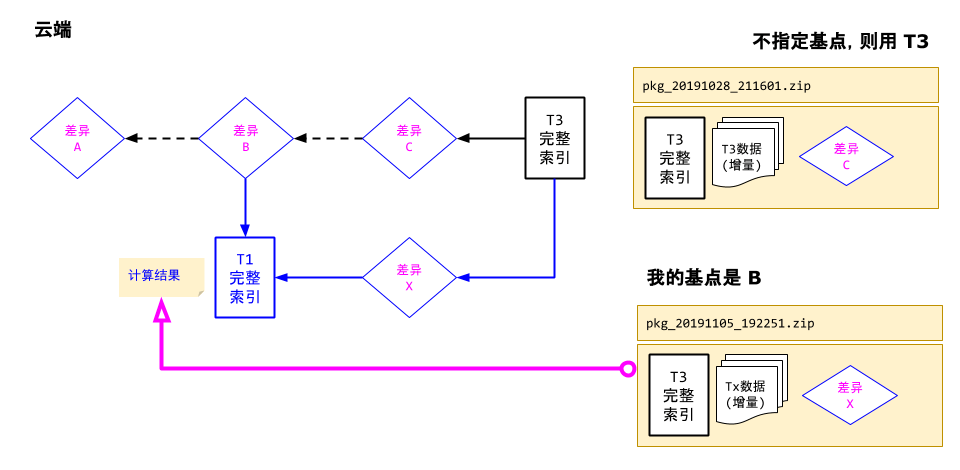 云端
不指定基点，则用 T3
pkg_20191028_211601.zip
差异
A
差异
B
差异
C
T3
完整
索引
T3
完整
索引
T3数据
(增量)
差异
C
T1
完整
索引
计算结果
差异
X
我的基点是 B
pkg_20191105_192251.zip
T3
完整
索引
Tx数据
(增量)
差异
X